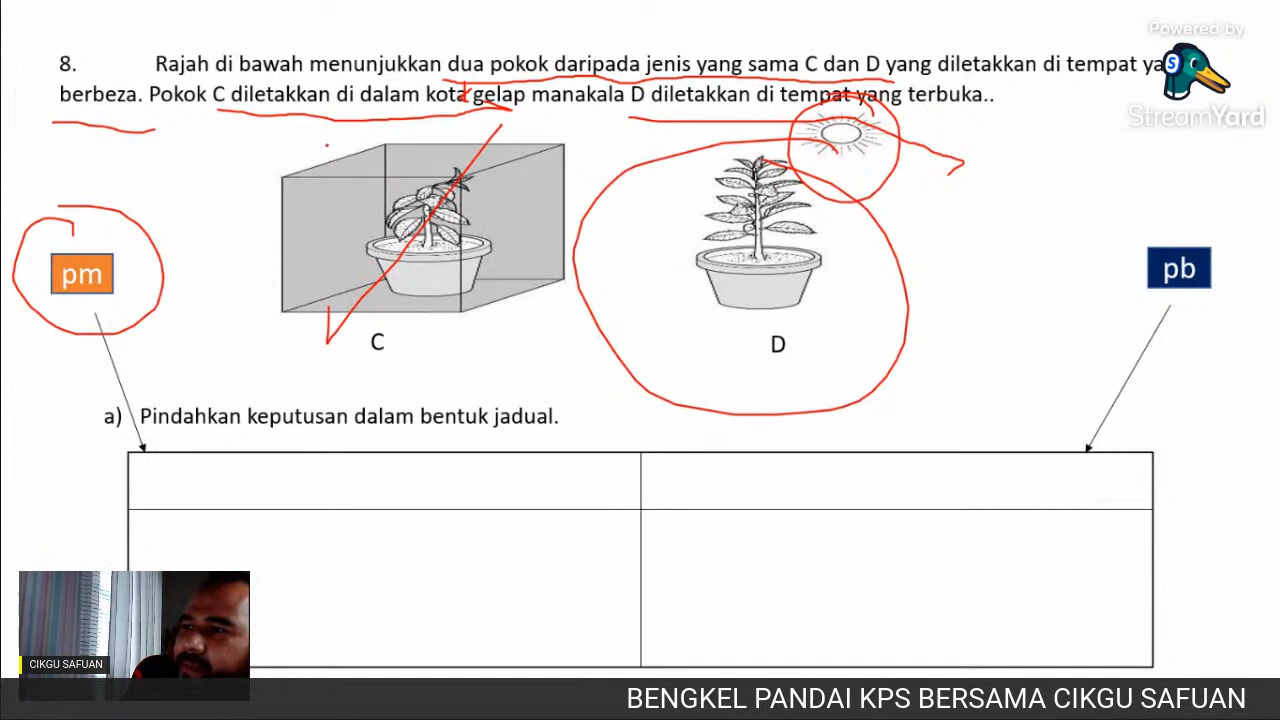 Powered by
StreamYard
8. Rajah di bawah menunjukkan dua pokok daripada jenis yang sama C dan D yang diletakkan di tempat ya
berbeza. Pokok C diletakkan di dalam kota gelap manakala D diletakkan di tempat yang terbuka..
pm
pb
C
D
a) Pindahkan keputusan dalam bentuk jadual.
CIKGU SAFUAN
BENGKEL PANDAI KPS BERSAMA CIKGU SAFUAN